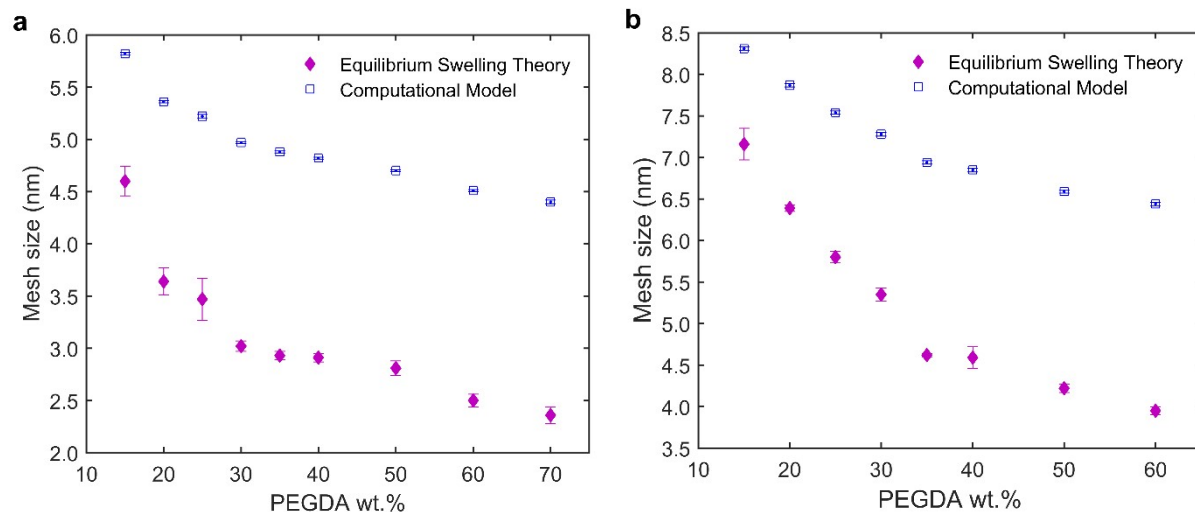 a
6.0
5.5
5.0
4.5
4.0
3.5
3.0
2.5
2.0
Mesh size (nm)
Equilibrium Swelling Theory
Computational Model
10 20 30 40 50 60 70
PEGDA wt.%
b
8.5
8.0
7.5
7.0
6.5
6.0
5.5
5.0
4.5
4.0
3.5
Mesh size (nm)
Equilibrium Swelling Theory
Computational Model
10 20 30 40 50 60
PEGDA wt.%